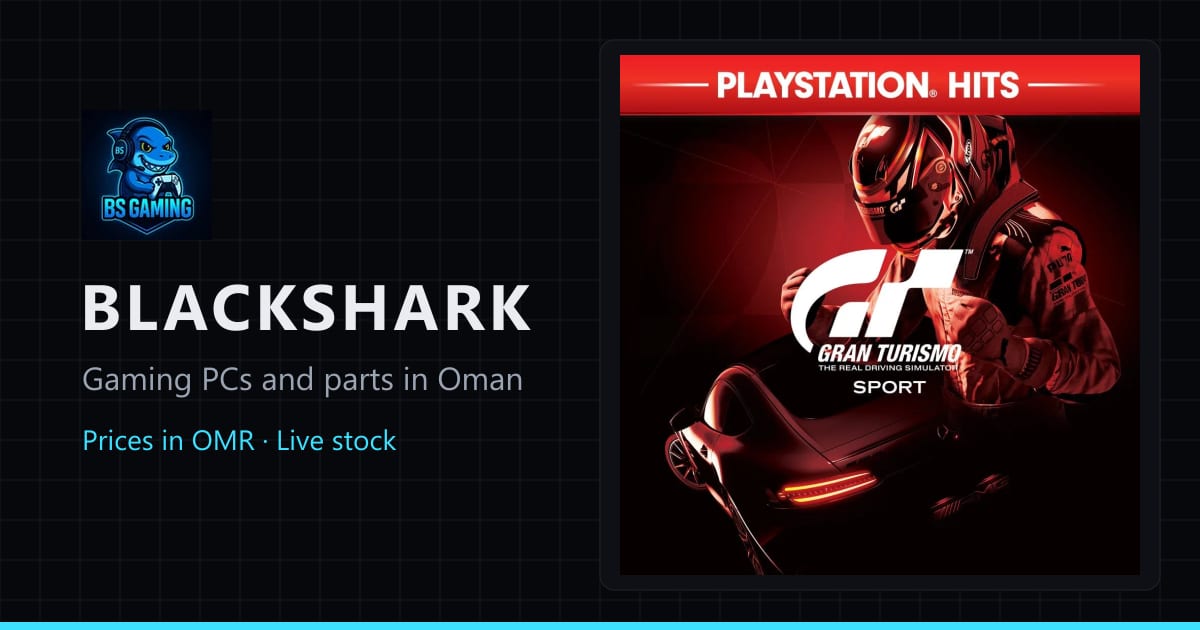 BS
BS GAMING
BLACKSHARK
Gaming PCs and parts in Oman
Prices in OMR · Live stock
PLAYSTATION® HITS
GT™
GRAN TURISMO
THE REAL DRIVING SIMULATOR
SPORT